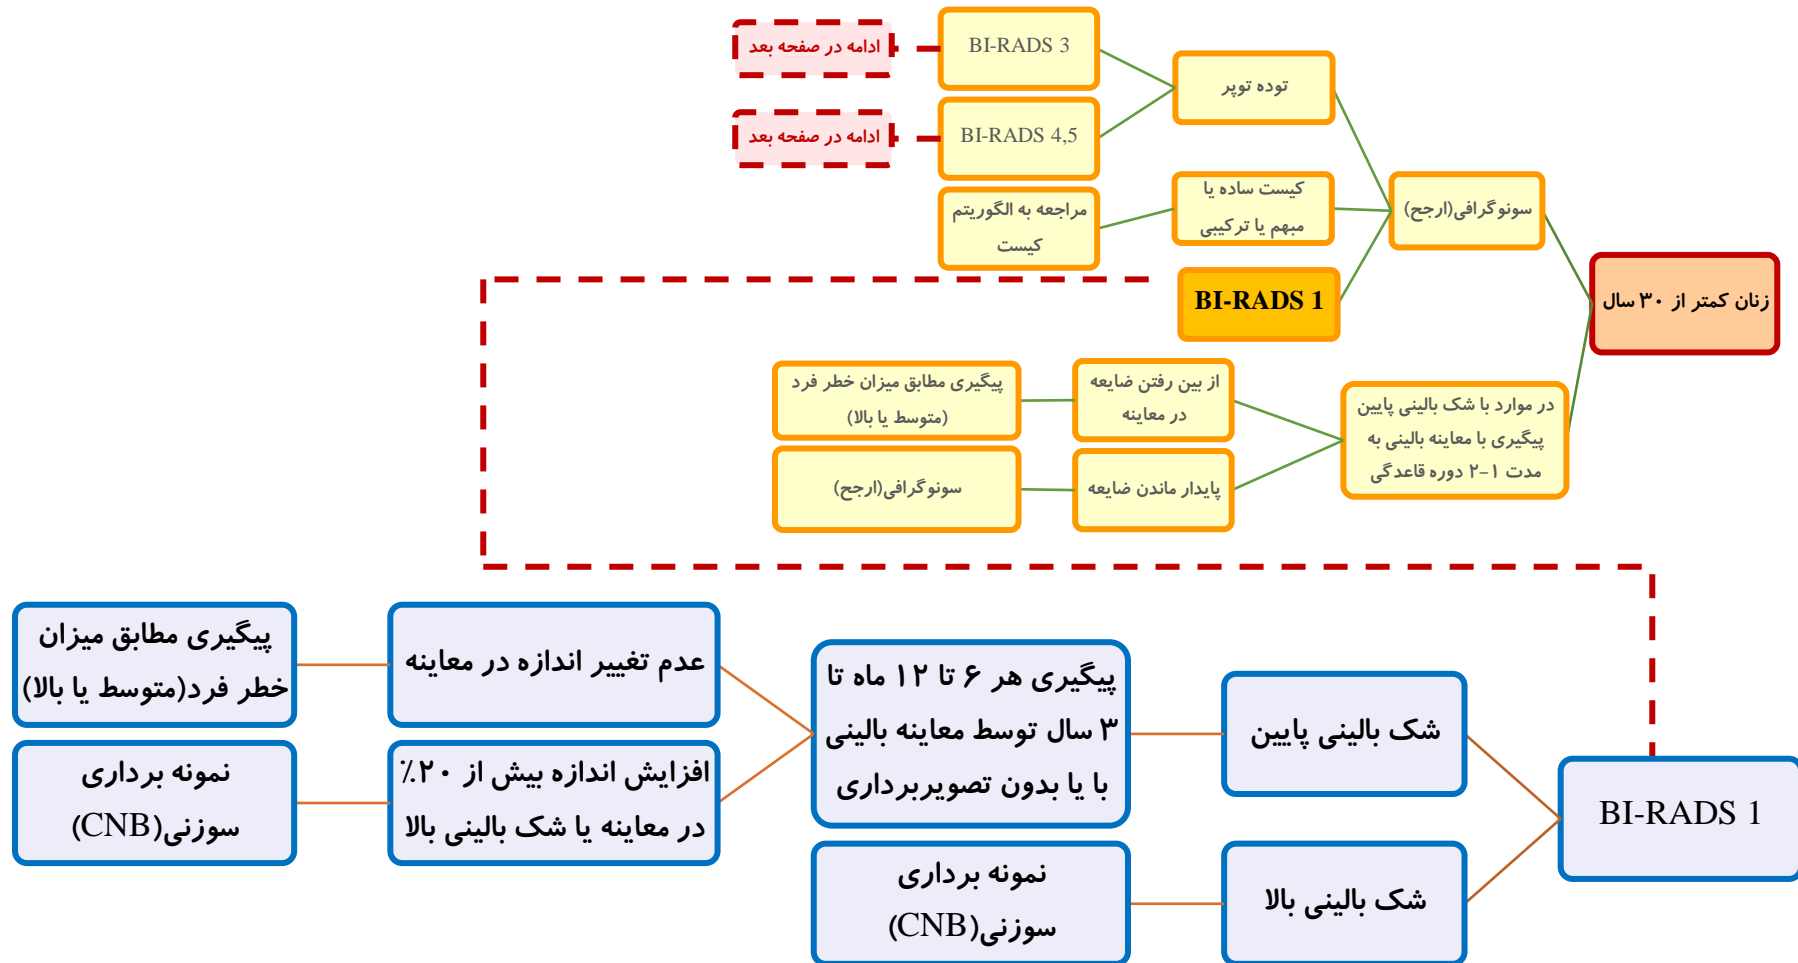 زنان کمتر از ۳۰ سال
سونوگرافی(ارجح)
توده توپر
BI-RADS 3
ادامه در صفحه بعد
BI-RADS 4,5
ادامه در صفحه بعد
کیست ساده یا
مبهم یا ترکیبی
مراجعه به الگوریتم
کیست
BI-RADS 1
در موارد با شک بالینی پایین
پیگیری با معاینه بالینی به
مدت ۱-۲ دوره قاعدگی
از بین رفتن ضایعه
در معاینه
پیگیری مطابق میزان خطر فرد
(متوسط یا بالا)
پایدار ماندن ضایعه
سونوگرافی(ارجح)
BI-RADS 1
شک بالینی پایین
پیگیری هر ۶ تا ۱۲ ماه تا
۳ سال توسط معاینه بالینی
با یا بدون تصویربرداری
عدم تغییر اندازه در معاینه
پیگیری مطابق میزان
خطر فرد(متوسط یا بالا)
افزایش اندازه بیش از ۲۰٪
در معاینه یا شک بالینی بالا
نمونه برداری
سوزنی(CNB)
شک بالینی بالا
نمونه برداری
سوزنی(CNB)